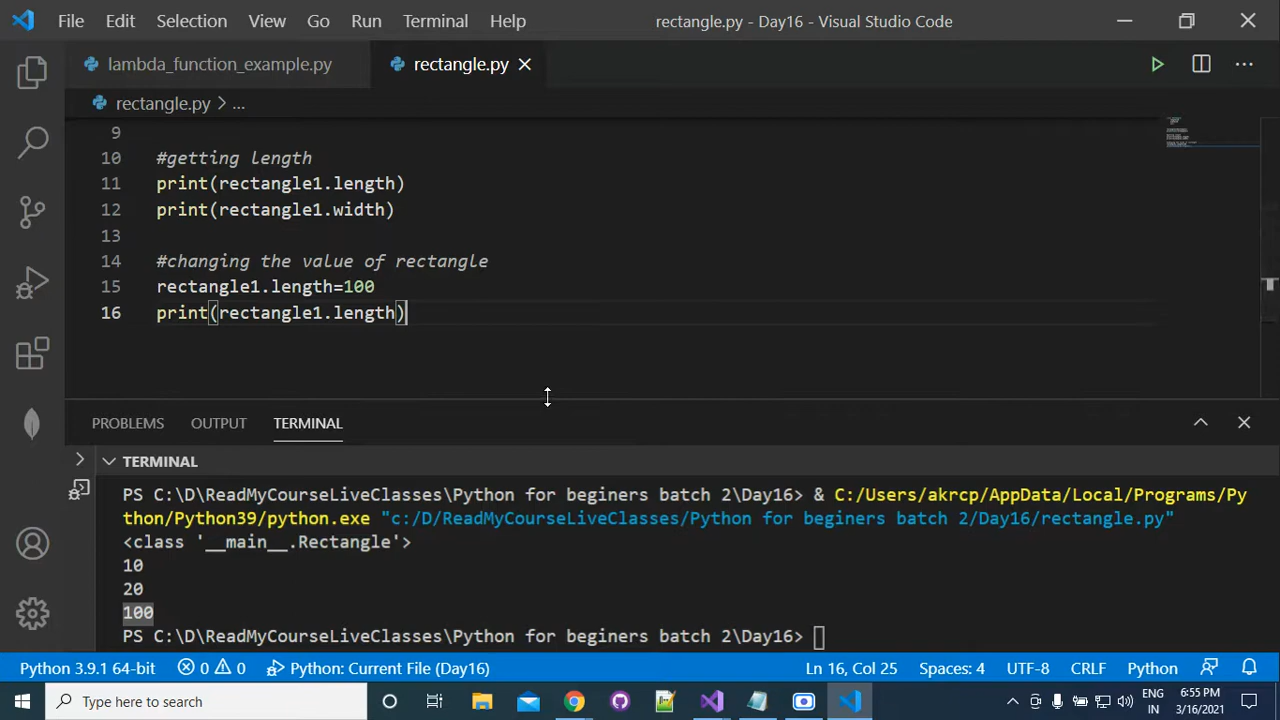 File Edit Selection View Go Run Terminal Help rectangle.py - Day16 - Visual Studio Code
lambda_function_example.py rectangle.py
rectangle.py > ...
9
10 #getting length
11 print(rectangle1.length)
12 print(rectangle1.width)
13
14 #changing the value of rectangle
15 rectangle1.length=100
16 print(rectangle1.length)
PROBLEMS OUTPUT TERMINAL
TERMINAL
PS C:\D\ReadMyCourseLiveClasses\Python for beginers batch 2\Day16> & C:/Users/akrcp/AppData/Local/Programs/Py
thon/Python39/python.exe "c:/D/ReadMyCourseLiveClasses/Python for beginers batch 2/Day16/rectangle.py"
<class '__main__.Rectangle'>
10
20
100
PS C:\D\ReadMyCourseLiveClasses\Python for beginers batch 2\Day16>
Python 3.9.1 64-bit 0 0 Python: Current File (Day16) Ln 16, Col 25 Spaces: 4 UTF-8 CRLF Python
Type here to search
ENG 6:55 PM
IN 3/16/2021